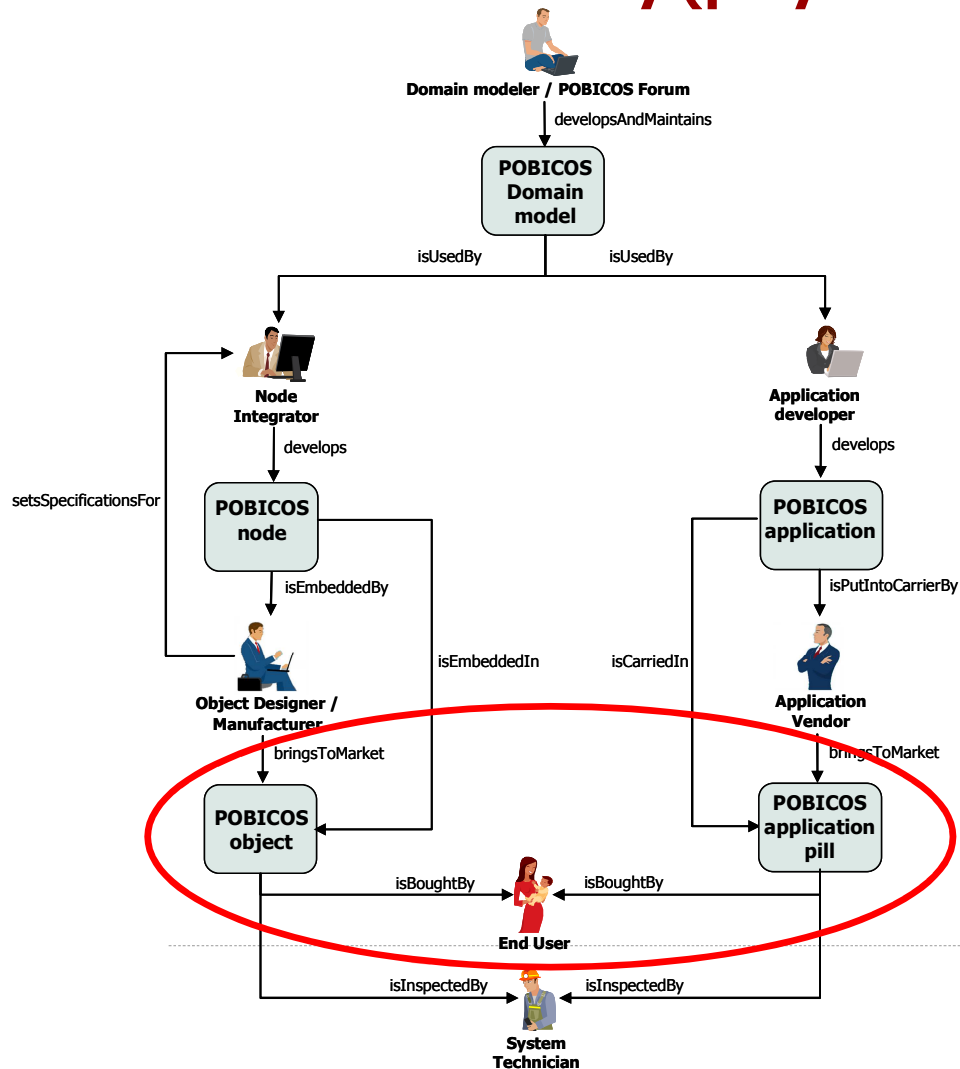 Domain modeler / POBICOS Forum
developsAndMaintains
POBICOS
Domain
model
isUsedBy
isUsedBy
Node
Integrator
Application
developer
develops
develops
setsSpecificationsFor
POBICOS
node
POBICOS
application
isEmbeddedBy
isPutIntoCarrierBy
isEmbeddedIn
isCarriedIn
Object Designer /
Manufacturer
Application
Vendor
bringsToMarket
bringsToMarket
POBICOS
object
POBICOS
application
pill
isBoughtBy
isBoughtBy
End User
isInspectedBy
isInspectedBy
System
Technician